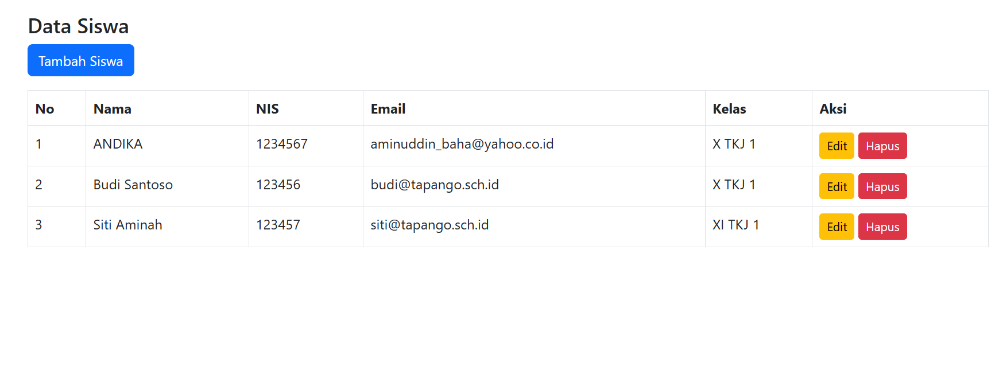 Data Siswa
Tambah Siswa
No Nama NIS Email Kelas Aksi
1 ANDIKA 1234567 aminuddin_baha@yahoo.co.id X TKJ 1 Edit Hapus
2 Budi Santoso 123456 budi@tapango.sch.id X TKJ 1 Edit Hapus
3 Siti Aminah 123457 siti@tapango.sch.id XI TKJ 1 Edit Hapus